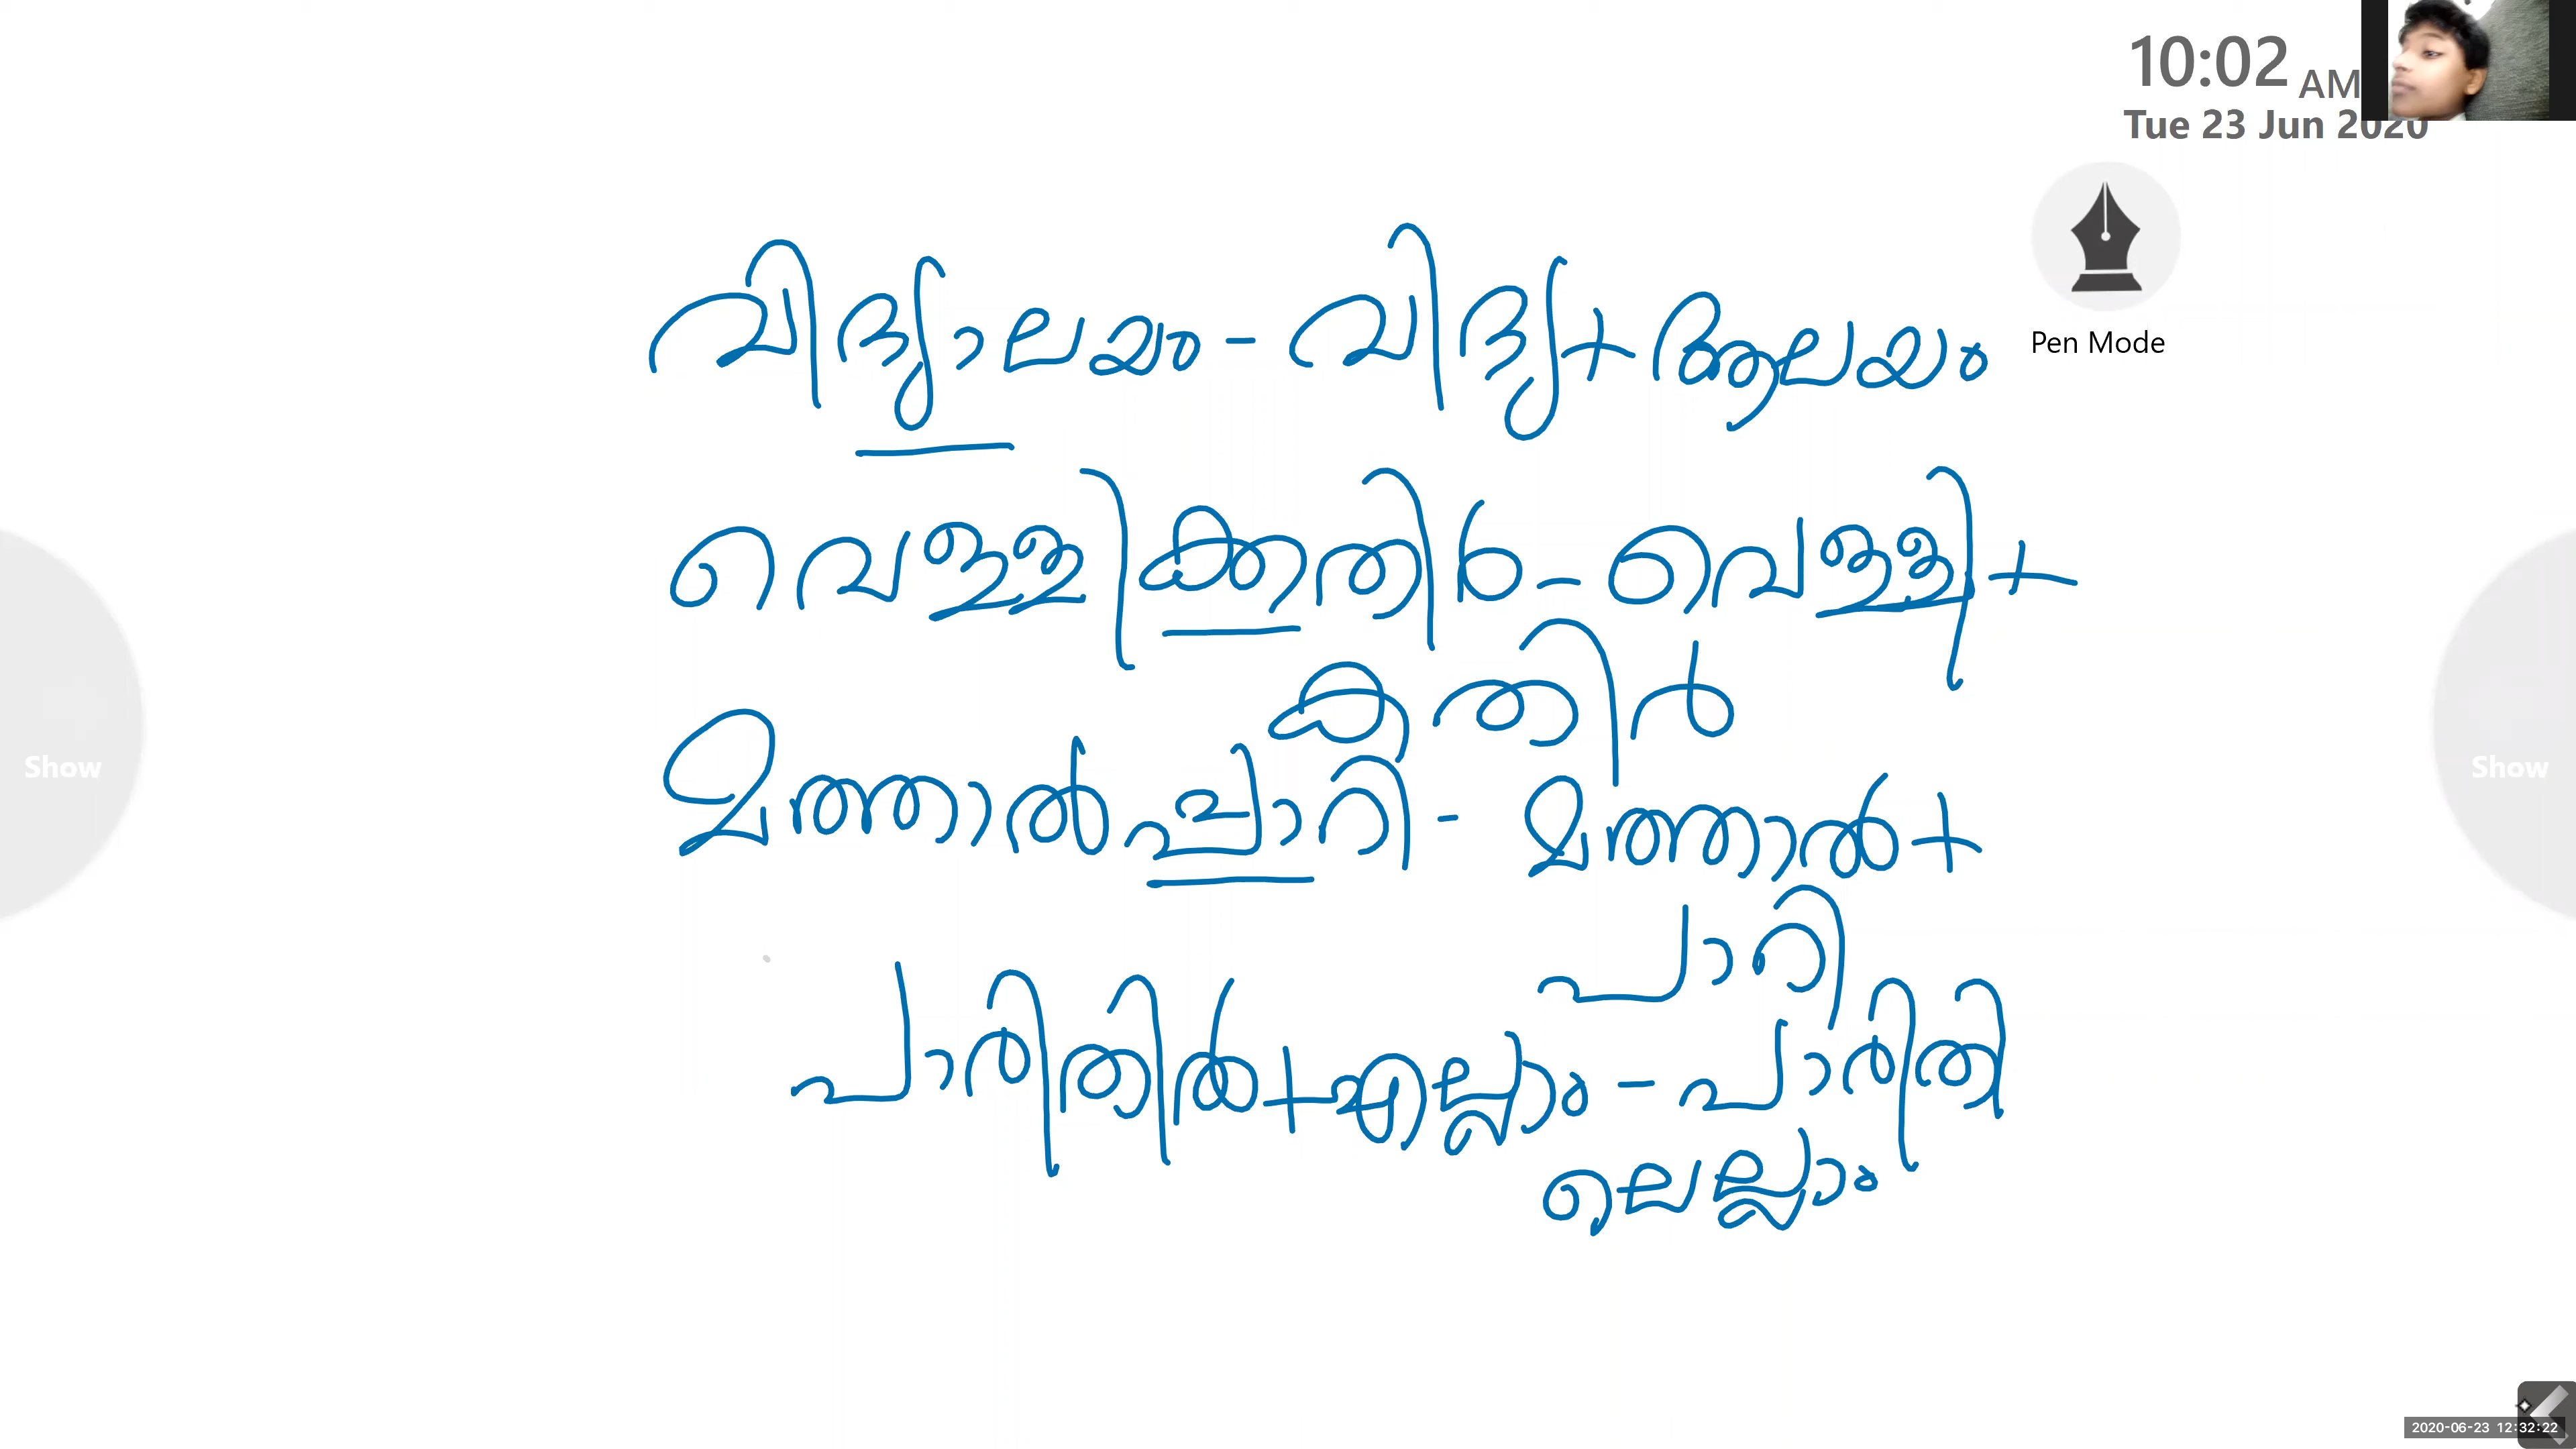 10:02 AM
Tue 23 Jun 2020
Pen Mode
വിദ്യാലയം - വിദ്യ + ആലയം
വെള്ളിക്കതിർ - വെള്ളി +
കതിർ
മത്താൽപ്പാറി - മത്താൽ +
പാറി
പാരിതിൽ + എല്ലാം - പാരിതി
ലെല്ലാം
Show
Show
2020-06-23 12:32:22